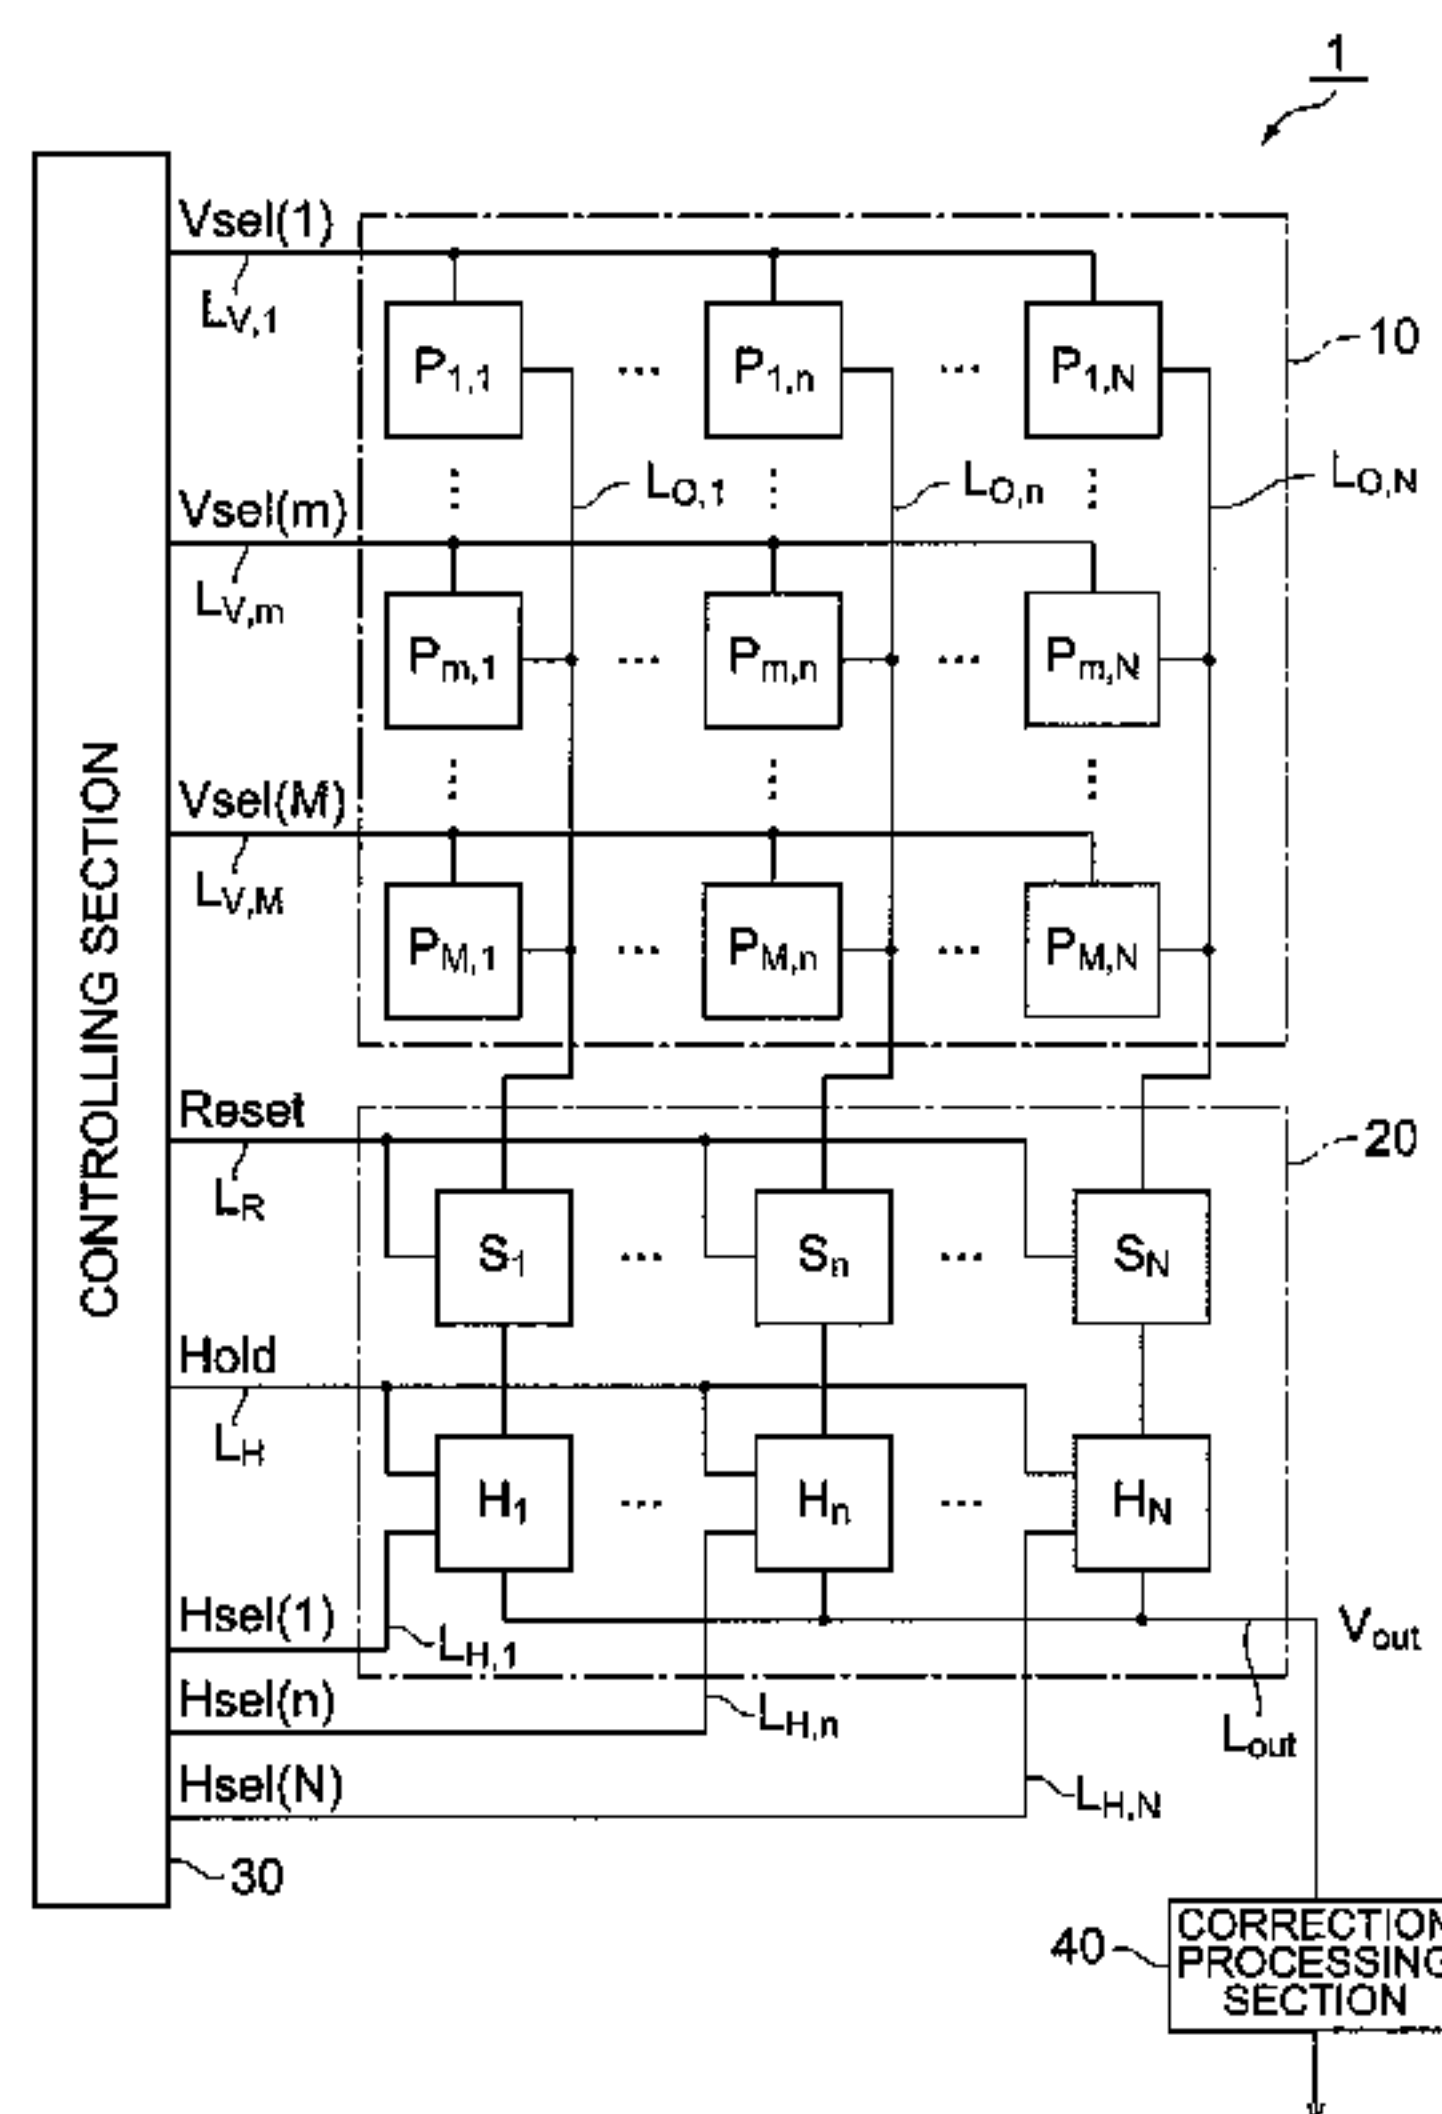 1
Vsel(1)
LV,1
P1,1 ... P1,n ... P1,N
10
LO,1 LO,n LO,N
Vsel(m)
LV,m
Pm,1 ... Pm,n ... Pm,N
Vsel(M)
LV,M
PM,1 ... PM,n ... PM,N
CONTROLLING SECTION
Reset
LR
20
S1 ... Sn ... SN
Hold
LH
H1 ... Hn ... HN
Hsel(1)
LH,1
Vout
Hsel(n)
LH,n
Lout
Hsel(N)
LH,N
30
40
CORRECTION
PROCESSING
SECTION